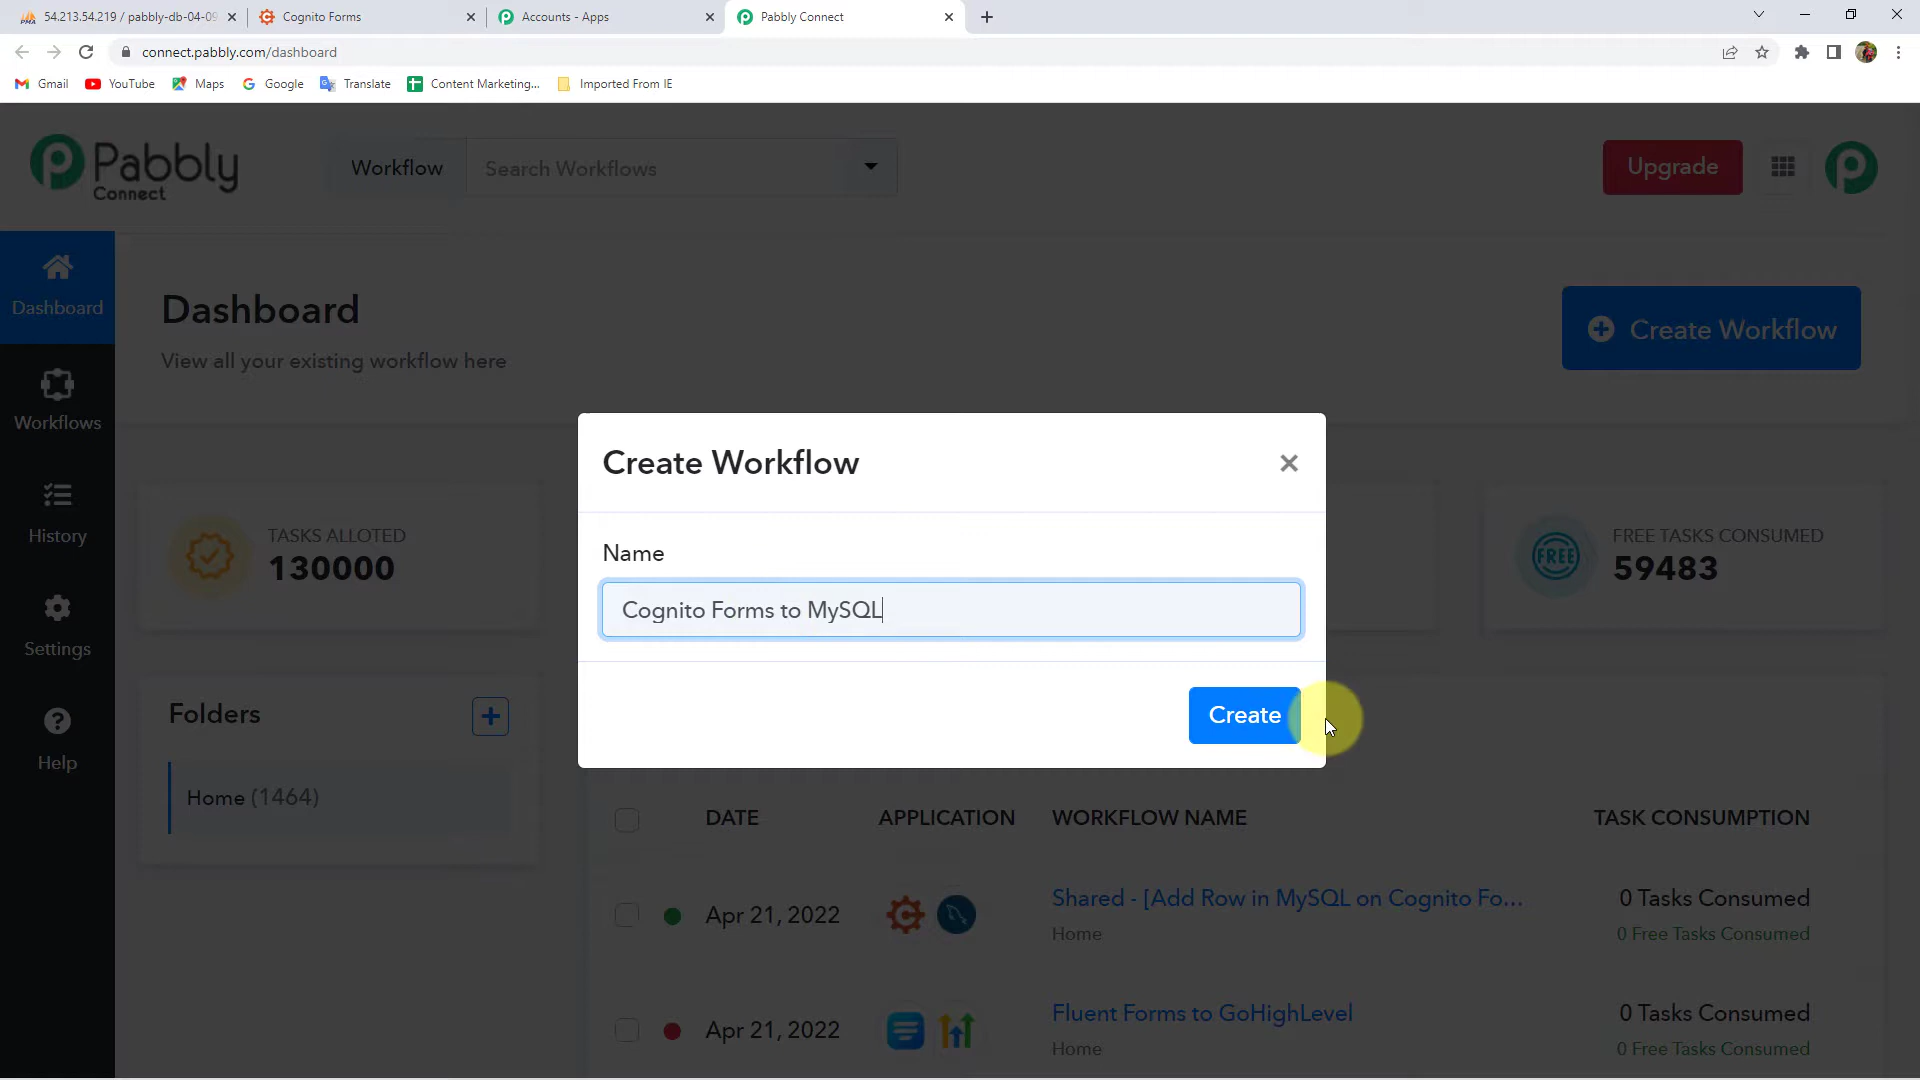 54.213.54.219 / pabbly-db-04-09
Cognito Forms
Accounts - Apps
Pabbly Connect
connect.pabbly.com/dashboard
Gmail
YouTube
Maps
Google
Translate
Content Marketing...
Imported From IE
Pabbly
Connect
Workflow
Search Workflows
Upgrade
Dashboard
Workflows
History
Settings
Help
Dashboard
View all your existing workflow here
Create Workflow
TASKS ALLOTED
130000
FREE
FREE TASKS CONSUMED
59483
Create Workflow
Name
Cognito Forms to MySQL
Create
Folders
Home (1464)
DATE
APPLICATION
WORKFLOW NAME
TASK CONSUMPTION
Apr 21, 2022
Shared - [Add Row in MySQL on Cognito Fo...
Home
0 Tasks Consumed
0 Free Tasks Consumed
Apr 21, 2022
Fluent Forms to GoHighLevel
Home
0 Tasks Consumed
0 Free Tasks Consumed